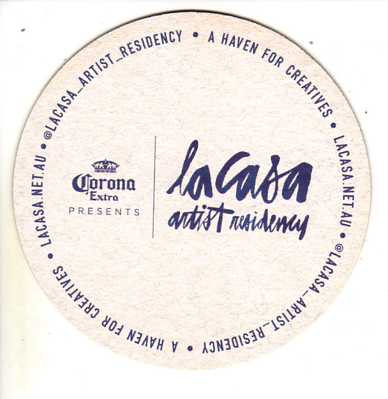 @LACASA_ARTIST_RESIDENCY • A HAVEN FOR CREATIVES • LACASA.NET.AU • @LACASA_ARTIST_RESIDENCY • A HAVEN FOR CREATIVES • LACASA.NET.AU •
Corona
Extra
PRESENTS
lacasa
artist residency